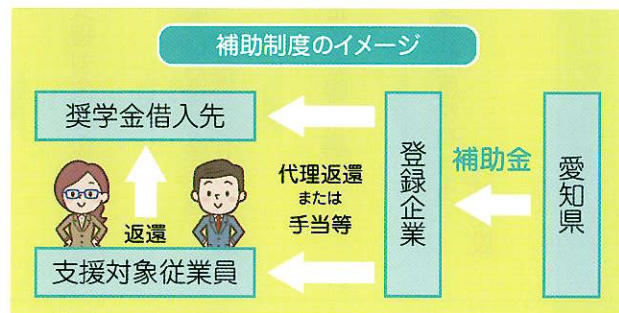 補助制度のイメージ
奨学金借入先
返還
支援対象従業員
代理返還
または
手当等
登録企業
補助金
愛知県